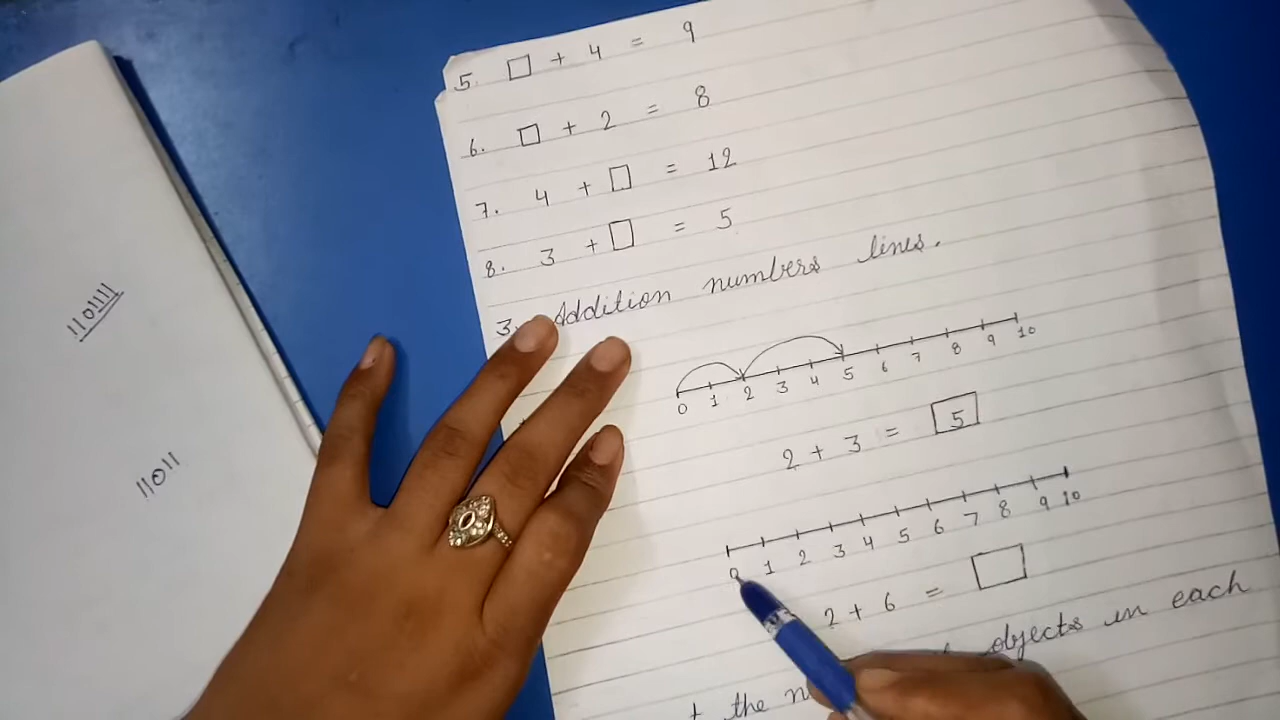 5. □ + 4 = 9
6. □ + 2 = 8
7. 4 + □ = 12
8. 3 + □ = 5
3. Addition numbers lines.
0 1 2 3 4 5 6 7 8 9 10
2 + 3 = 5
0 1 2 3 4 5 6 7 8 9 10
2 + 6 = □
objects in each
the